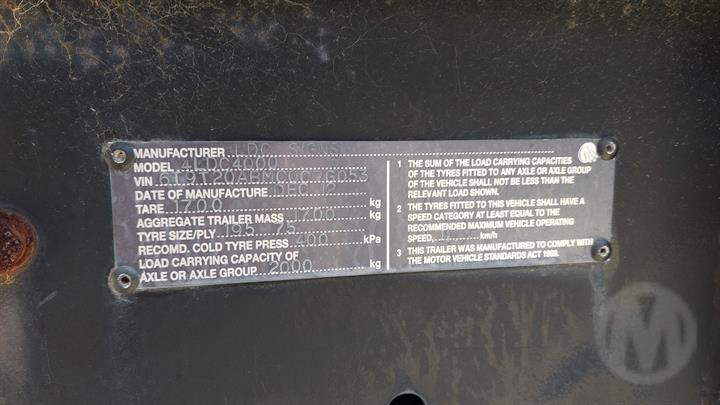 MANUFACTURER LDC SIGNS
MODEL 4LDC4000
VIN
DATE OF MANUFACTURE DEC 12
TARE 1700 kg
AGGREGATE TRAILER MASS 1700 kg
TYRE SIZE/PLY 195 75
RECOMD. COLD TYRE PRESS 400 kPa
LOAD CARRYING CAPACITY OF
AXLE OR AXLE GROUP 2000 kg
1 THE SUM OF THE LOAD CARRYING CAPACITIES
OF THE TYRES FITTED TO ANY AXLE OR AXLE GROUP
OF THE VEHICLE SHALL NOT BE LESS THAN THE
RELEVANT LOAD SHOWN.
2 THE TYRES FITTED TO THIS VEHICLE SHALL HAVE A
SPEED CATEGORY AT LEAST EQUAL TO THE
RECOMMENDED MAXIMUM VEHICLE OPERATING
SPEED, km/h
3 THIS TRAILER WAS MANUFACTURED TO COMPLY WITH
THE MOTOR VEHICLE STANDARDS ACT 1989.
M